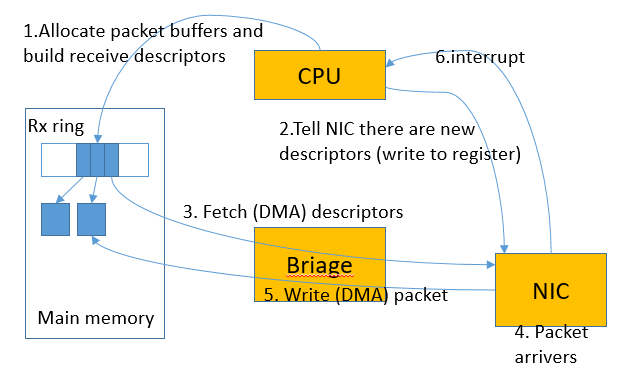 1.Allocate packet buffers and
build receive descriptors
CPU
6.interrupt
Rx ring
2.Tell NIC there are new
descriptors (write to register)
3. Fetch (DMA) descriptors
Briage
5. Write (DMA) packet
NIC
Main memory
4. Packet
arrivers